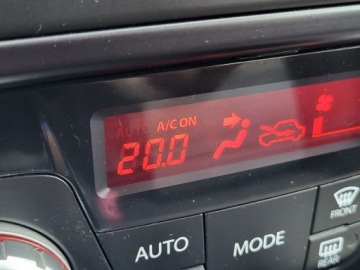 AUTO A/C ON
20.0
AUTO
MODE
FRONT
REAR